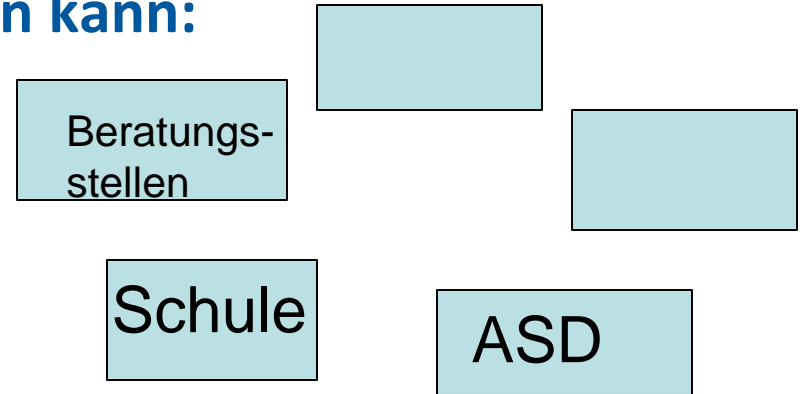 n kann:
Beratungs-
stellen
Schule
ASD